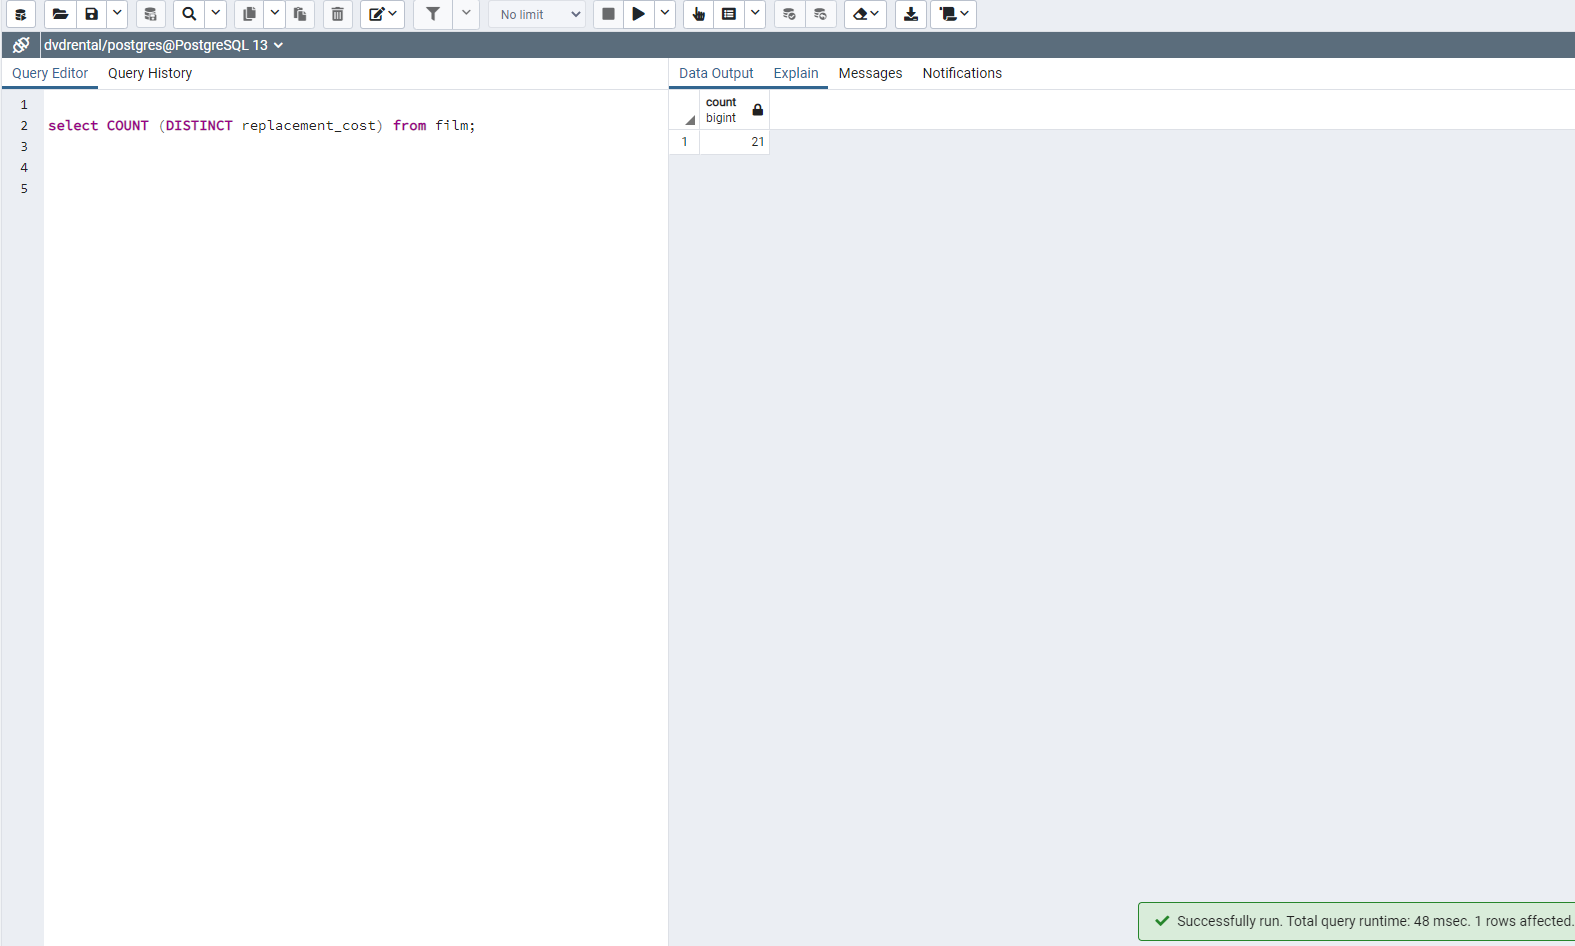 No limit
dvdrental/postgres@PostgreSQL 13
Query Editor Query History
1
2 select COUNT (DISTINCT replacement_cost) from film;
3
4
5
Data Output Explain Messages Notifications
count
bigint
1 21
Successfully run. Total query runtime: 48 msec. 1 rows affected.